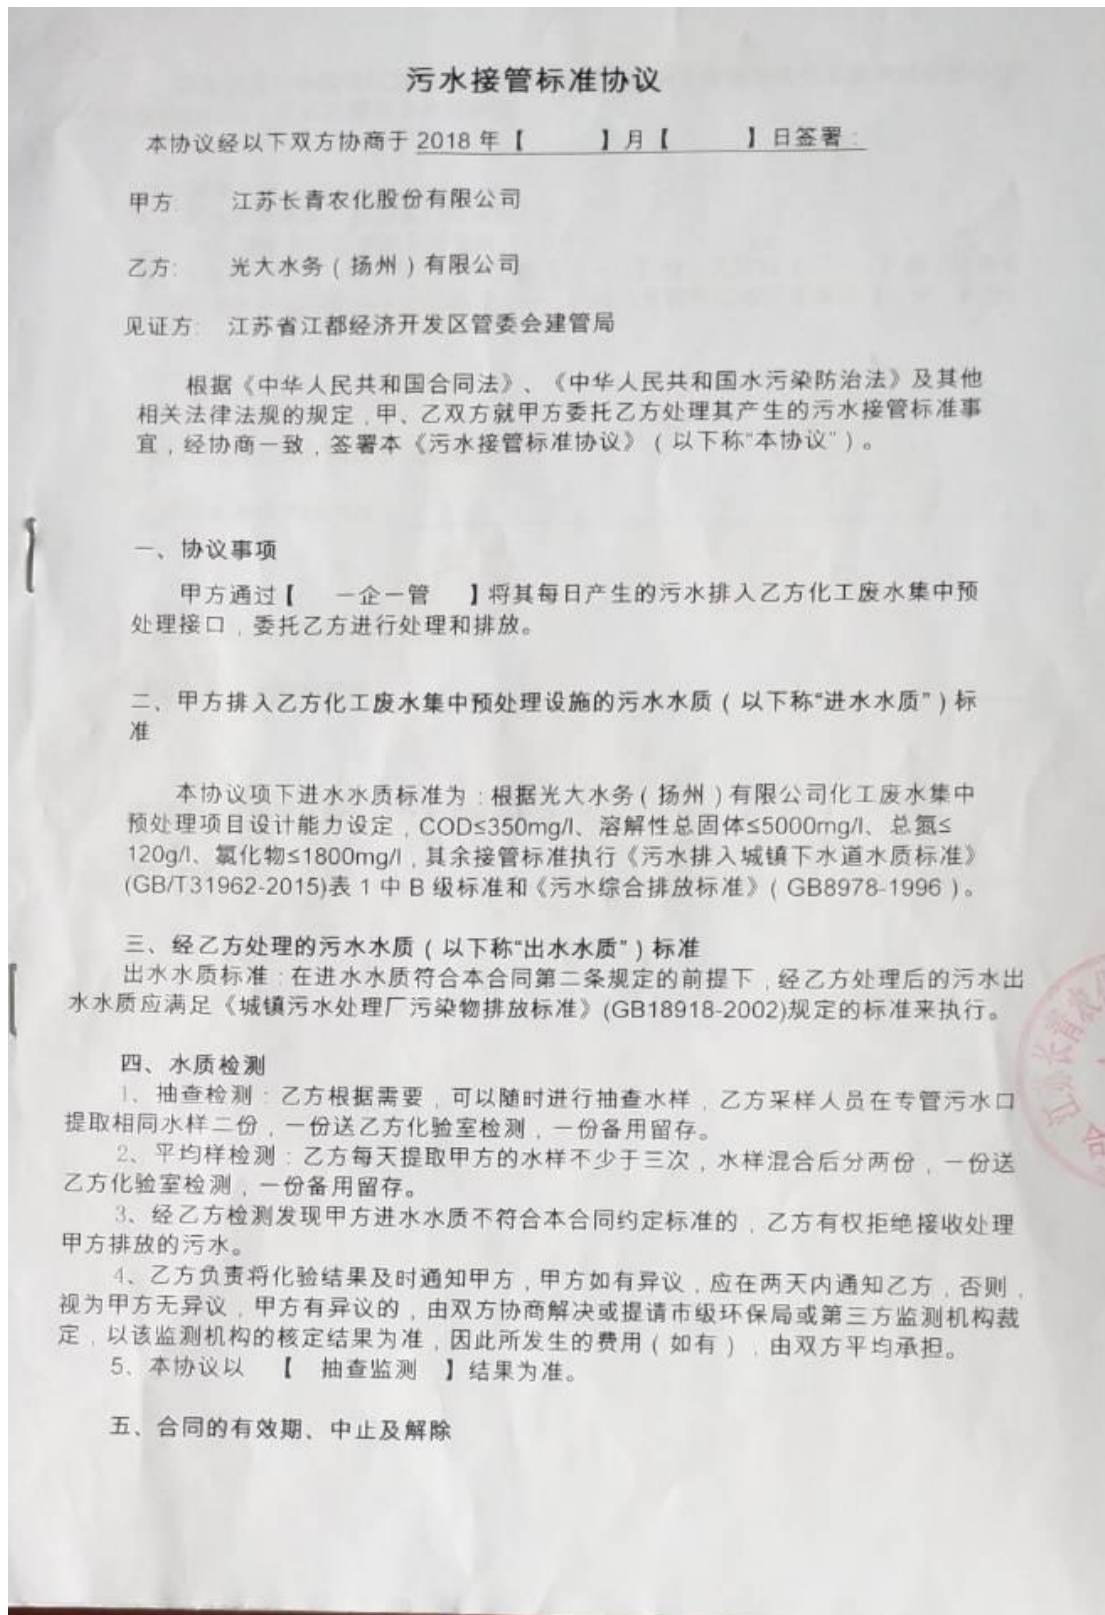 污水接管标准协议
本协议经以下双方协商于 2018 年【 】月【 】日签署:
甲方: 江苏长青农化股份有限公司
乙方: 光大水务(扬州)有限公司
见证方: 江苏省江都经济开发区管委会建管局
根据《中华人民共和国合同法》、《中华人民共和国水污染防治法》及其他
相关法律法规的规定,甲、乙双方就甲方委托乙方处理其产生的污水接管标准事
宜,经协商一致,签署本《污水接管标准协议》(以下称“本协议”)。
一、协议事项
甲方通过【 一企一管 】将其每日产生的污水排入乙方化工废水集中预
处理接口,委托乙方进行处理和排放。
二、甲方排入乙方化工废水集中预处理设施的污水水质(以下称“进水水质”)标
准
本协议项下进水水质标准为:根据光大水务(扬州)有限公司化工废水集中
预处理项目设计能力设定,COD≤350mg/l、溶解性总固体≤5000mg/l、总氮≤
120g/l、氯化物≤1800mg/l,其余接管标准执行《污水排入城镇下水道水质标准》
(GB/T31962-2015)表 1 中 B 级标准和《污水综合排放标准》(GB8978-1996)。
三、经乙方处理的污水水质(以下称“出水水质”)标准
出水水质标准:在进水水质符合本合同第二条规定的前提下,经乙方处理后的污水出
水水质应满足《城镇污水处理厂污染物排放标准》(GB18918-2002)规定的标准来执行。
四、水质检测
1、抽查检测:乙方根据需要,可以随时进行抽查水样,乙方采样人员在专管污水口
提取相同水样二份,一份送乙方化验室检测,一份备用留存。
2、平均样检测:乙方每天提取甲方的水样不少于三次,水样混合后分两份,一份送
乙方化验室检测,一份备用留存。
3、经乙方检测发现甲方进水水质不符合本合同约定标准的,乙方有权拒绝接收处理
甲方排放的污水。
4、乙方负责将化验结果及时通知甲方,甲方如有异议,应在两天内通知乙方,否则,
视为甲方无异议,甲方有异议的,由双方协商解决或提请市级环保局或第三方监测机构裁
定,以该监测机构的核定结果为准,因此所发生的费用(如有),由双方平均承担。
5、本协议以 【 抽查监测 】结果为准。
五、合同的有效期、中止及解除
江苏长青农